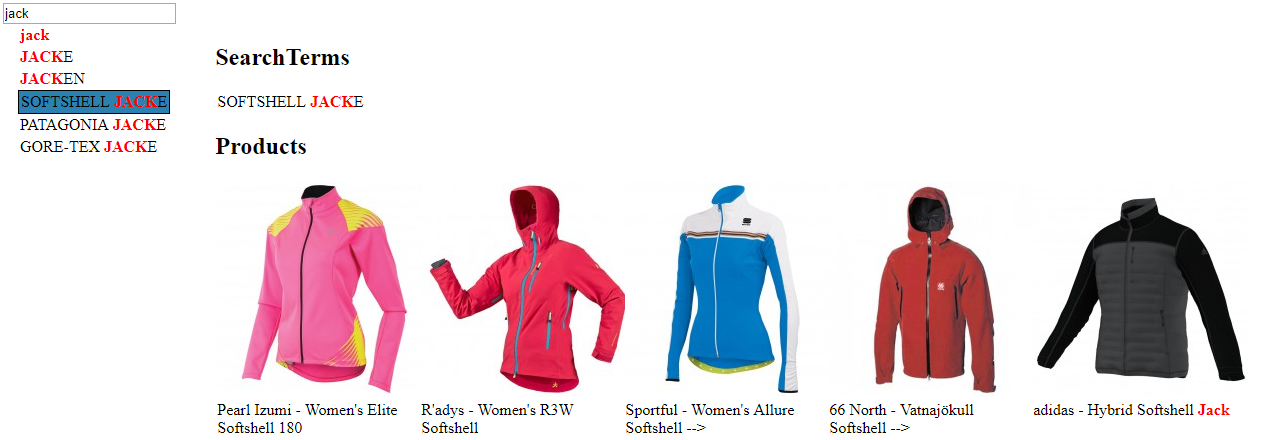 jack
jack
JACKE
JACKEN
SOFTSHELL JACKE
PATAGONIA JACKE
GORE-TEX JACKE
SearchTerms
SOFTSHELL JACKE
Products
Pearl Izumi - Women's Elite
Softshell 180
R'adys - Women's R3W
Softshell
Sportful - Women's Allure
Softshell -->
66 North - Vatnajökull
Softshell -->
adidas - Hybrid Softshell Jack